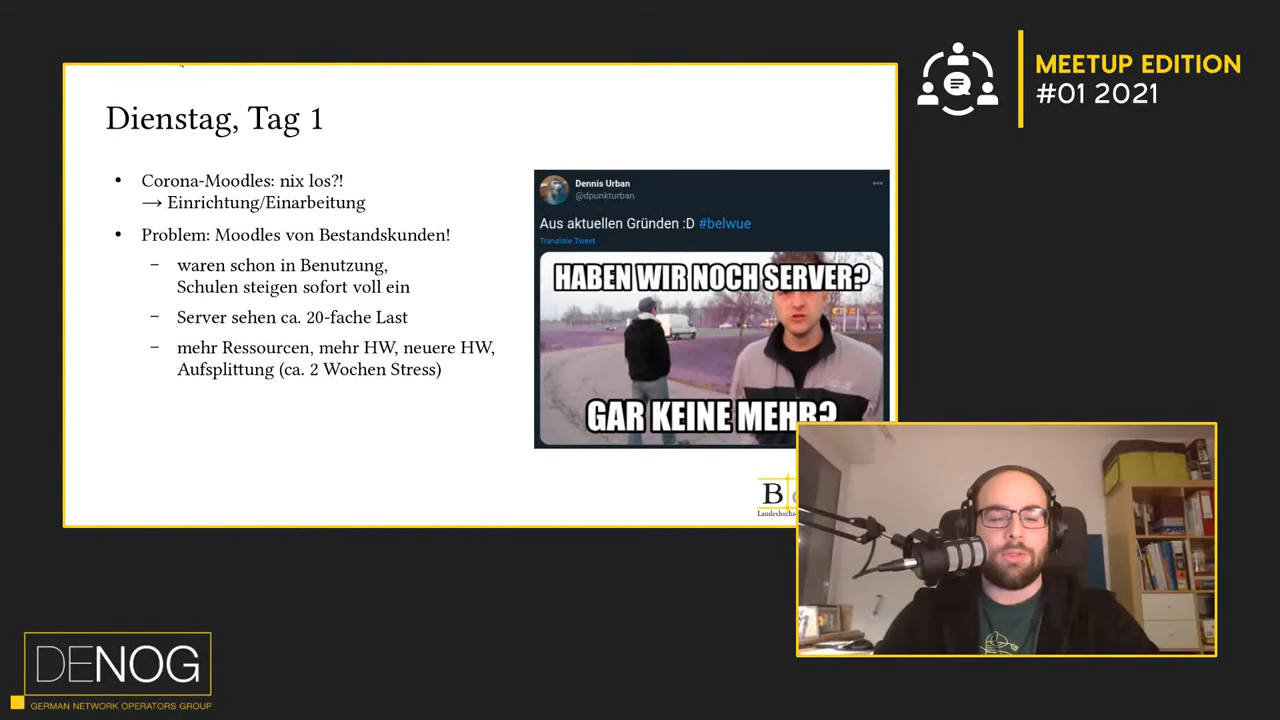 MEETUP EDITION
#01 2021
Dienstag, Tag 1
• Corona-Moodles: nix los?!
→ Einrichtung/Einarbeitung
• Problem: Moodles von Bestandskunden!
– waren schon in Benutzung,
Schulen steigen sofort voll ein
– Server sehen ca. 20-fache Last
– mehr Ressourcen, mehr HW, neuere HW,
Aufsplittung (ca. 2 Wochen Stress)
Dennis Urban
@dpunkturban
Aus aktuellen Gründen :D #belwue
Translate Tweet
HABEN WIR NOCH SERVER?
GAR KEINE MEHR?
B
DENOG
GERMAN NETWORK OPERATORS GROUP